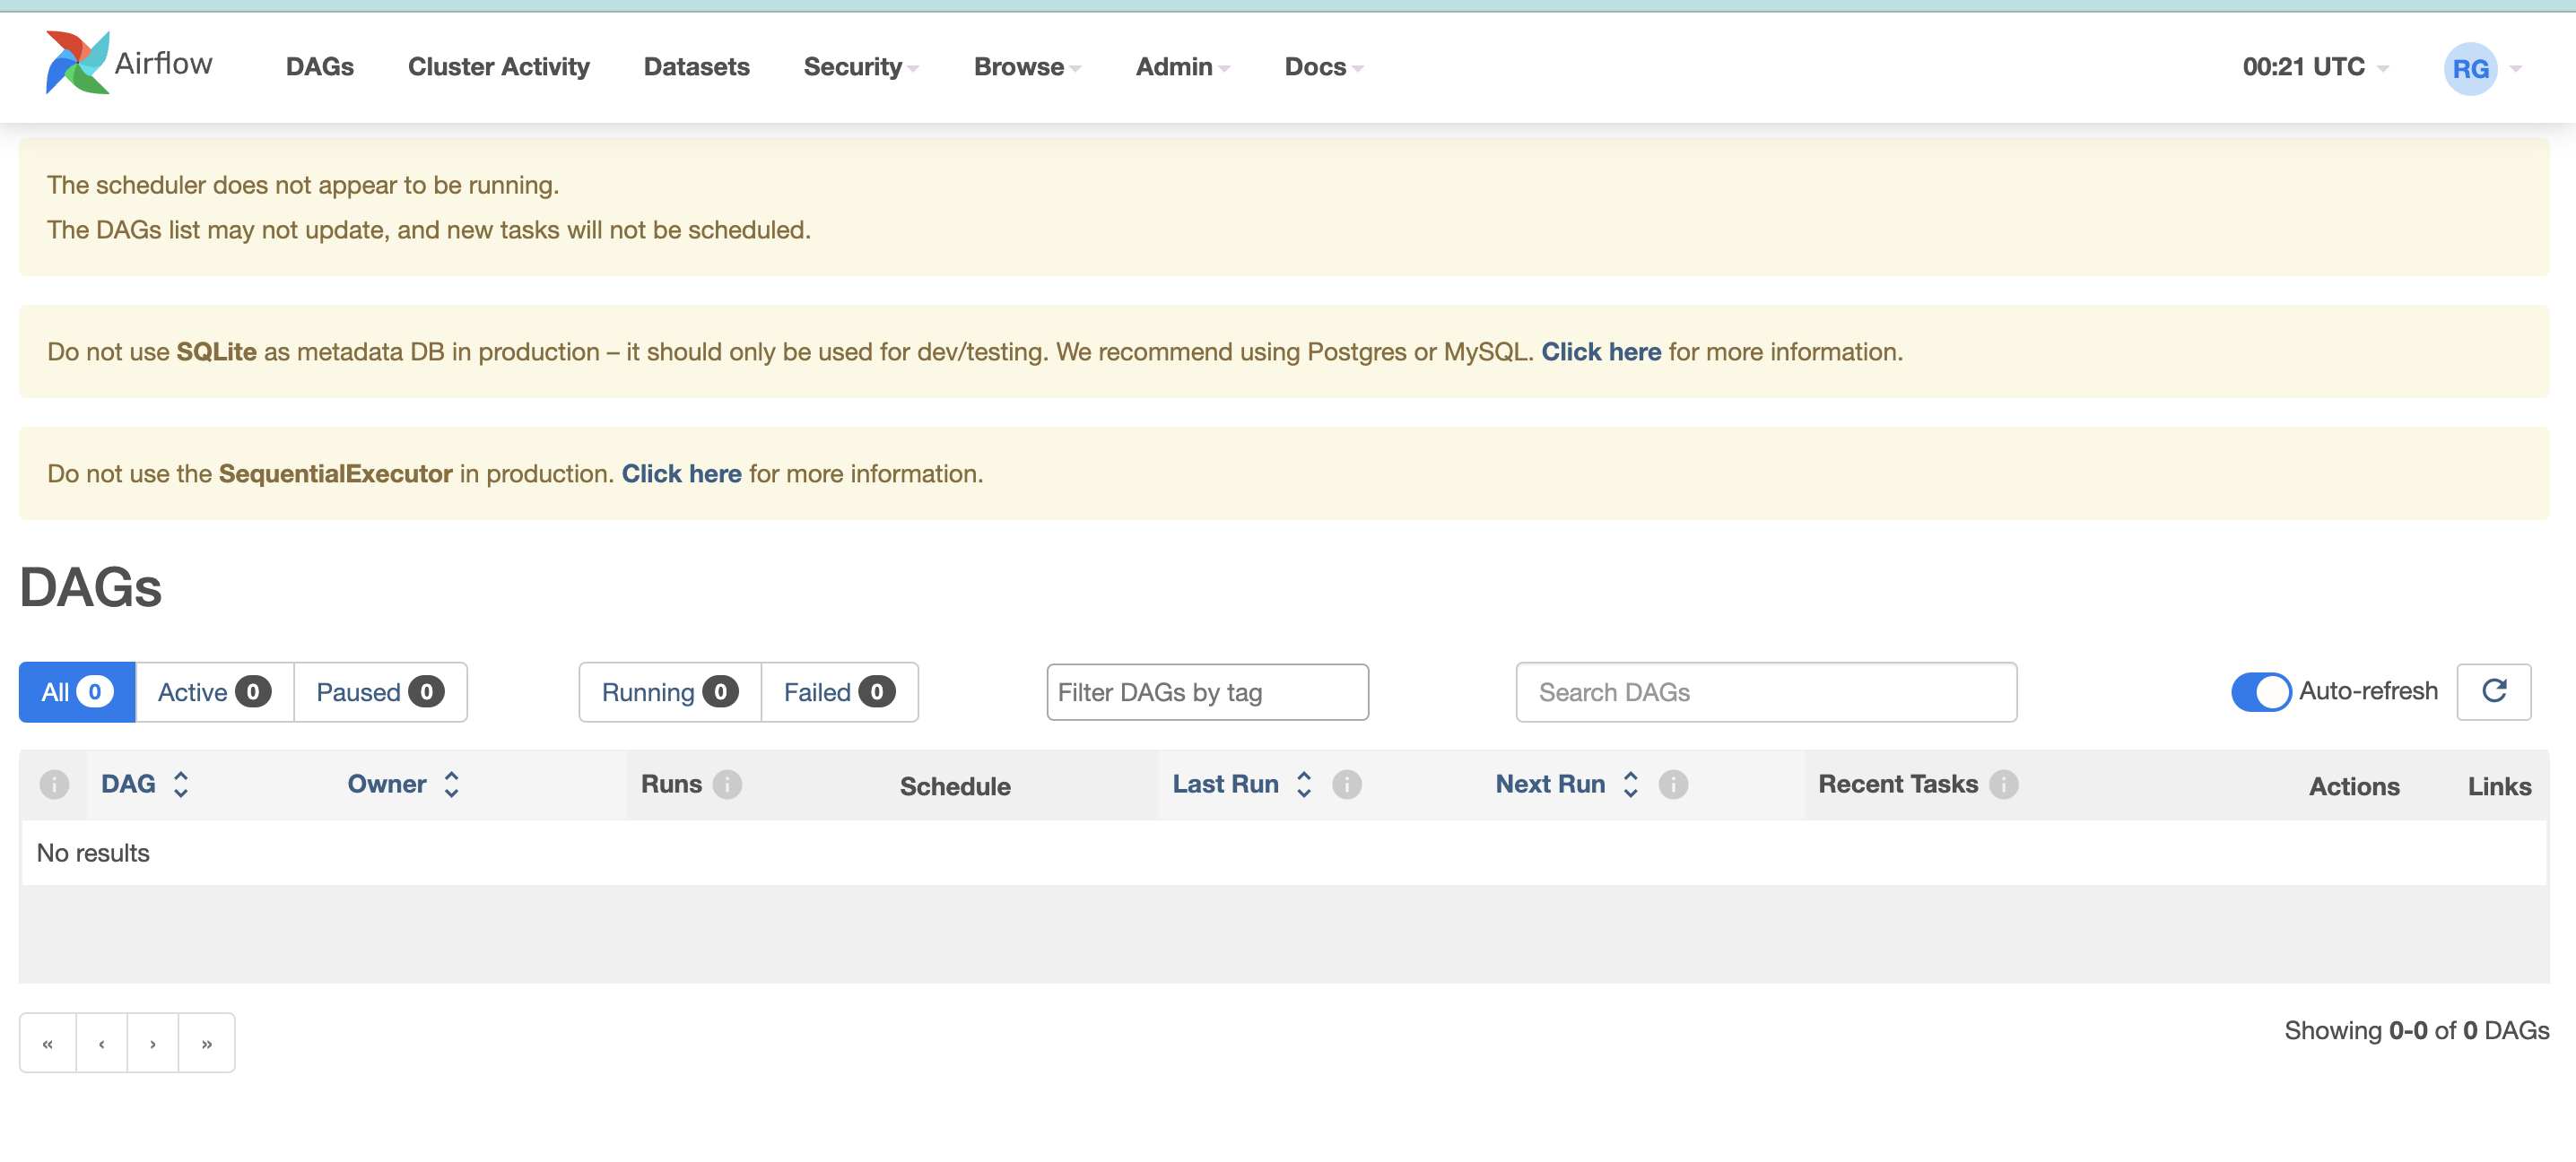 Airflow DAGs Cluster Activity Datasets Security Browse Admin Docs 00:21 UTC RG
The scheduler does not appear to be running.
The DAGs list may not update, and new tasks will not be scheduled.
Do not use SQLite as metadata DB in production – it should only be used for dev/testing. We recommend using Postgres or MySQL. Click here for more information.
Do not use the SequentialExecutor in production. Click here for more information.
DAGs
All 0 Active 0 Paused 0 Running 0 Failed 0 Filter DAGs by tag Search DAGs Auto-refresh
i DAG Owner Runs i Schedule Last Run i Next Run i Recent Tasks i Actions Links
No results
« ‹ › » Showing 0-0 of 0 DAGs